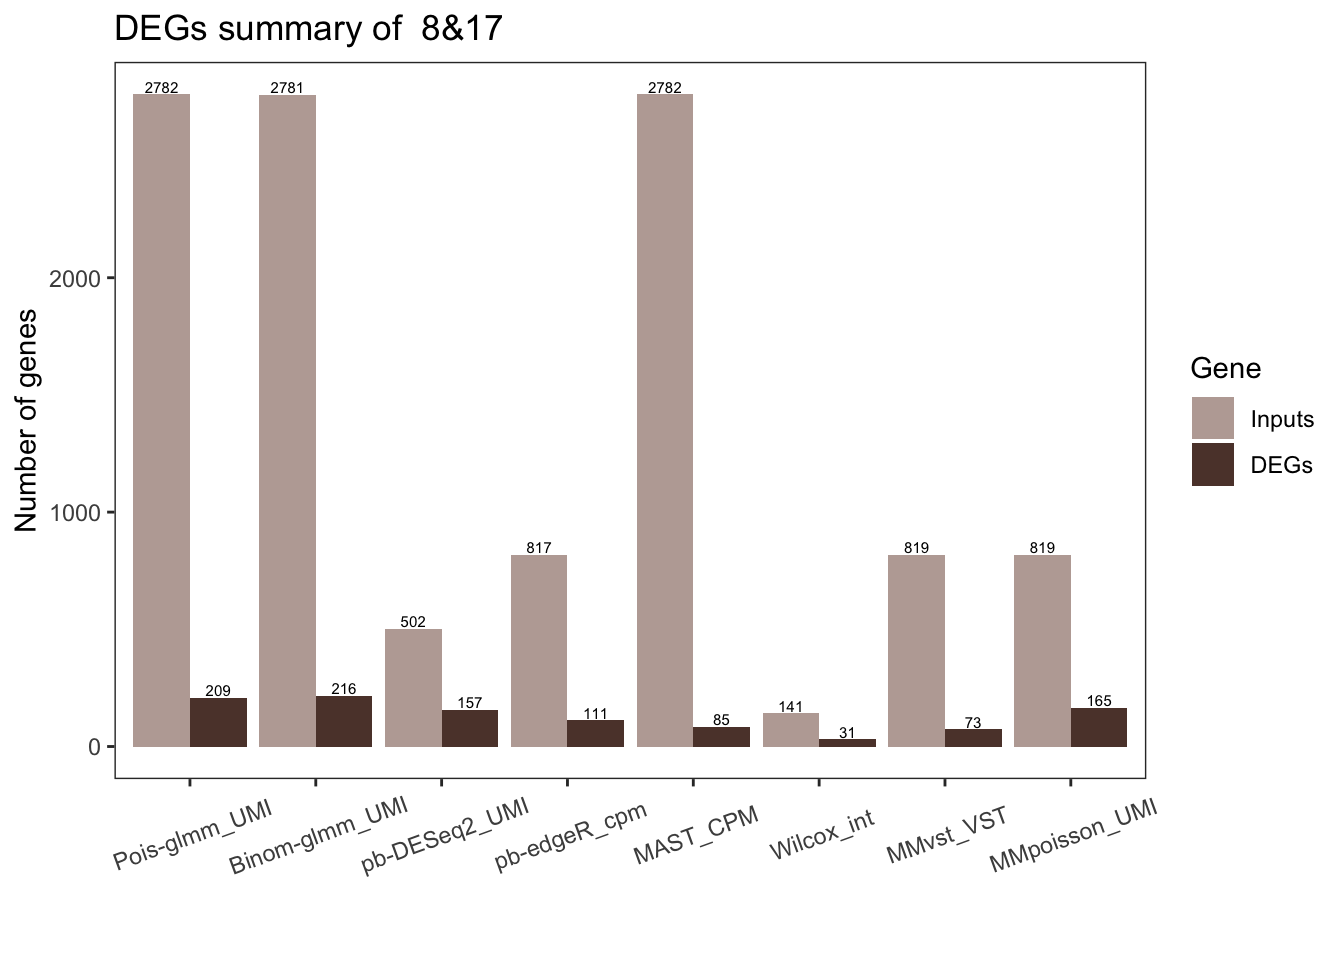 DEGs summary of  8&17
Number of genes
2000
1000
0
2782
209
2781
216
502
157
817
111
2782
85
141
31
819
73
819
165
Pois-glmm_UMI
Binom-glmm_UMI
pb-DESeq2_UMI
pb-edgeR_cpm
MAST_CPM
Wilcox_int
MMvst_VST
MMpoisson_UMI
Gene
Inputs
DEGs